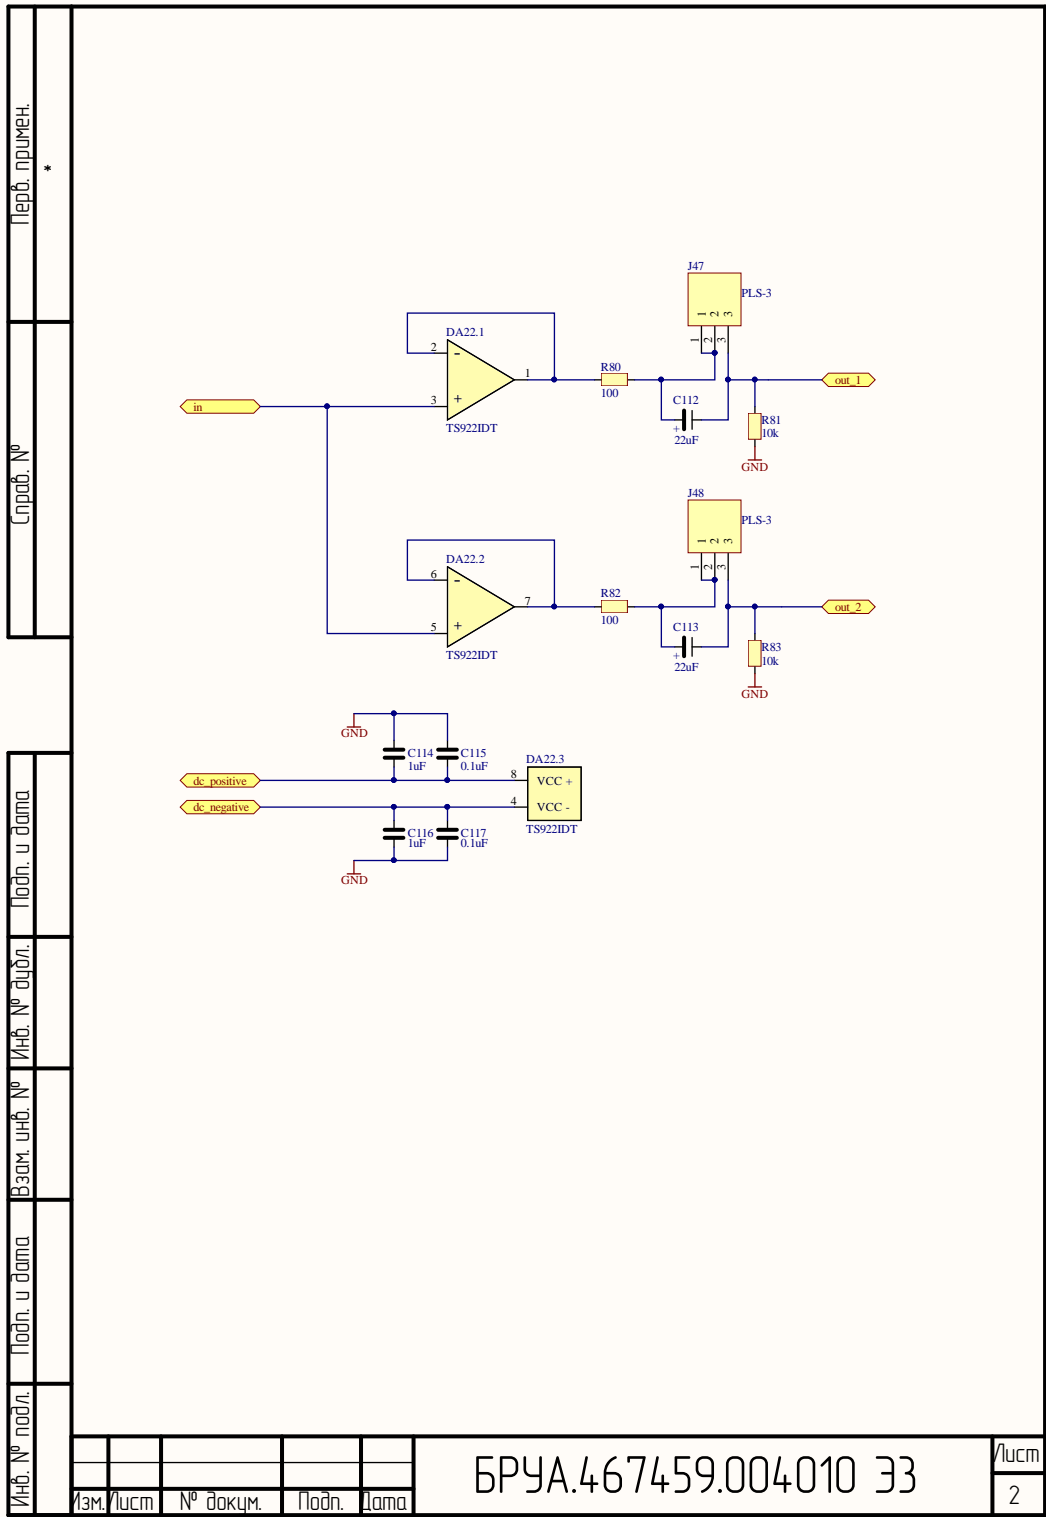 Перв. примен.
*
Справ. №
Подп. и дата
Инв. № дубл.
Взам. инв. №
Подп. и дата
Инв. № подл.
J47
PLS-3
1 2 3
1 2 3
DA22.1
2
-
1
3
+
TS922IDT
R80
100
C112
+
22uF
in
out_1
R81
10k
GND
J48
PLS-3
1 2 3
1 2 3
DA22.2
6
-
7
5
+
TS922IDT
R82
100
C113
+
22uF
out_2
R83
10k
GND
GND
C114
1uF
C115
0.1uF
DA22.3
dc_positive
8
VCC +
dc_negative
4
VCC -
TS922IDT
C116
1uF
C117
0.1uF
GND
Изм. Лист № докум. Подп. Дата
БРУА.467459.004010 Э3
Лист
2